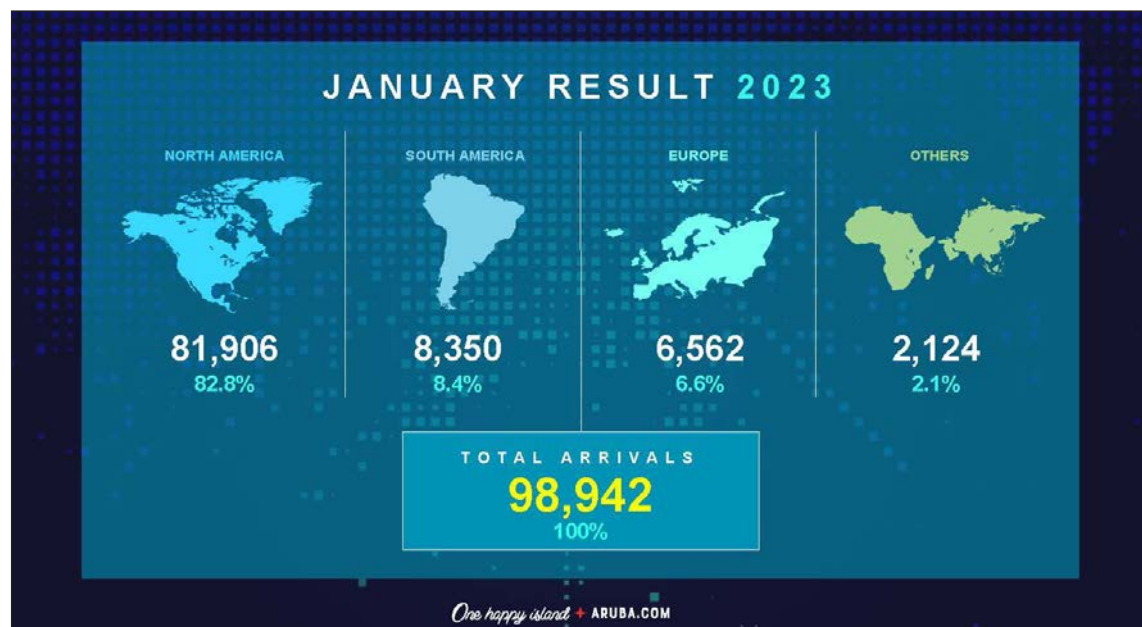 JANUARY RESULT 2023
NORTH AMERICA
81,906
82.8%
SOUTH AMERICA
8,350
8.4%
EUROPE
6,562
6.6%
OTHERS
2,124
2.1%
TOTAL ARRIVALS
98,942
100%
One happy island + ARUBA.COM